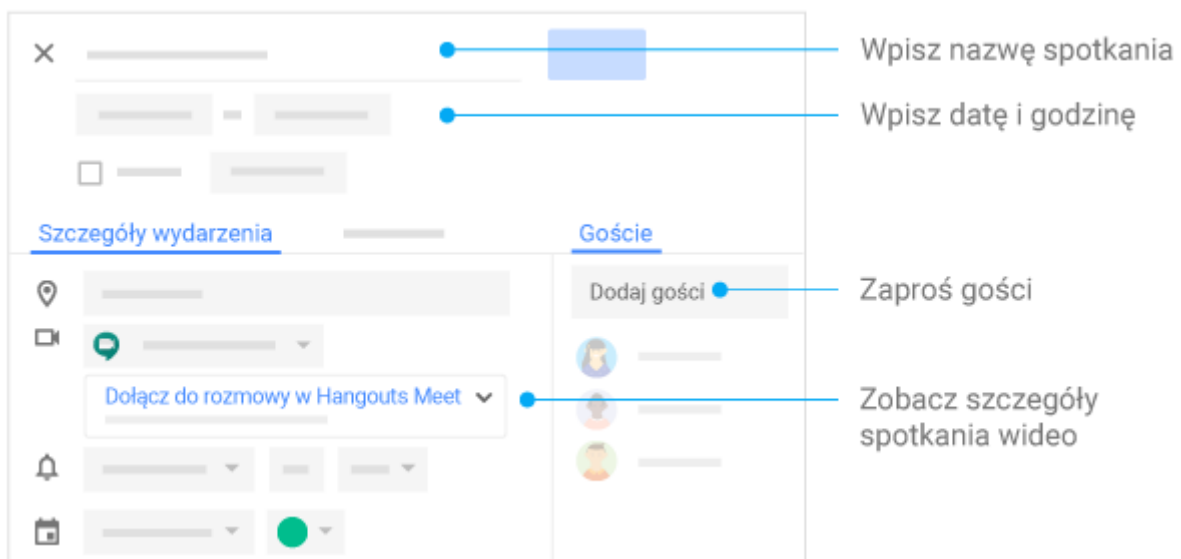 Wpisz nazwę spotkania
Wpisz datę i godzinę
Szczegóły wydarzenia
Goście
Dodaj gości
Zaproś gości
Dołącz do rozmowy w Hangouts Meet
Zobacz szczegóły
spotkania wideo